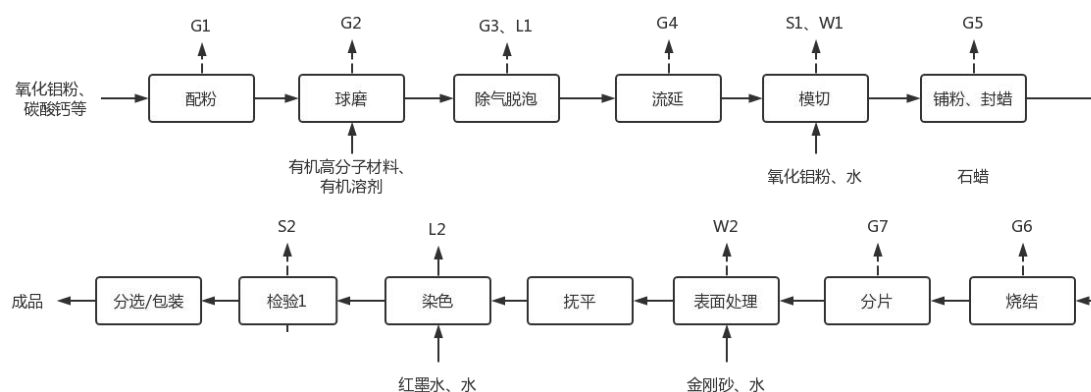 G1
G2
G3、L1
G4
S1、W1
G5
氧化铝粉、
碳酸钙等
配粉
球磨
除气脱泡
流延
模切
铺粉、封蜡
有机高分子材料、
有机溶剂
氧化铝粉、水
石蜡
S2
L2
W2
G7
G6
成品
分选/包装
检验1
染色
抚平
表面处理
分片
烧结
红墨水、水
金刚砂、水